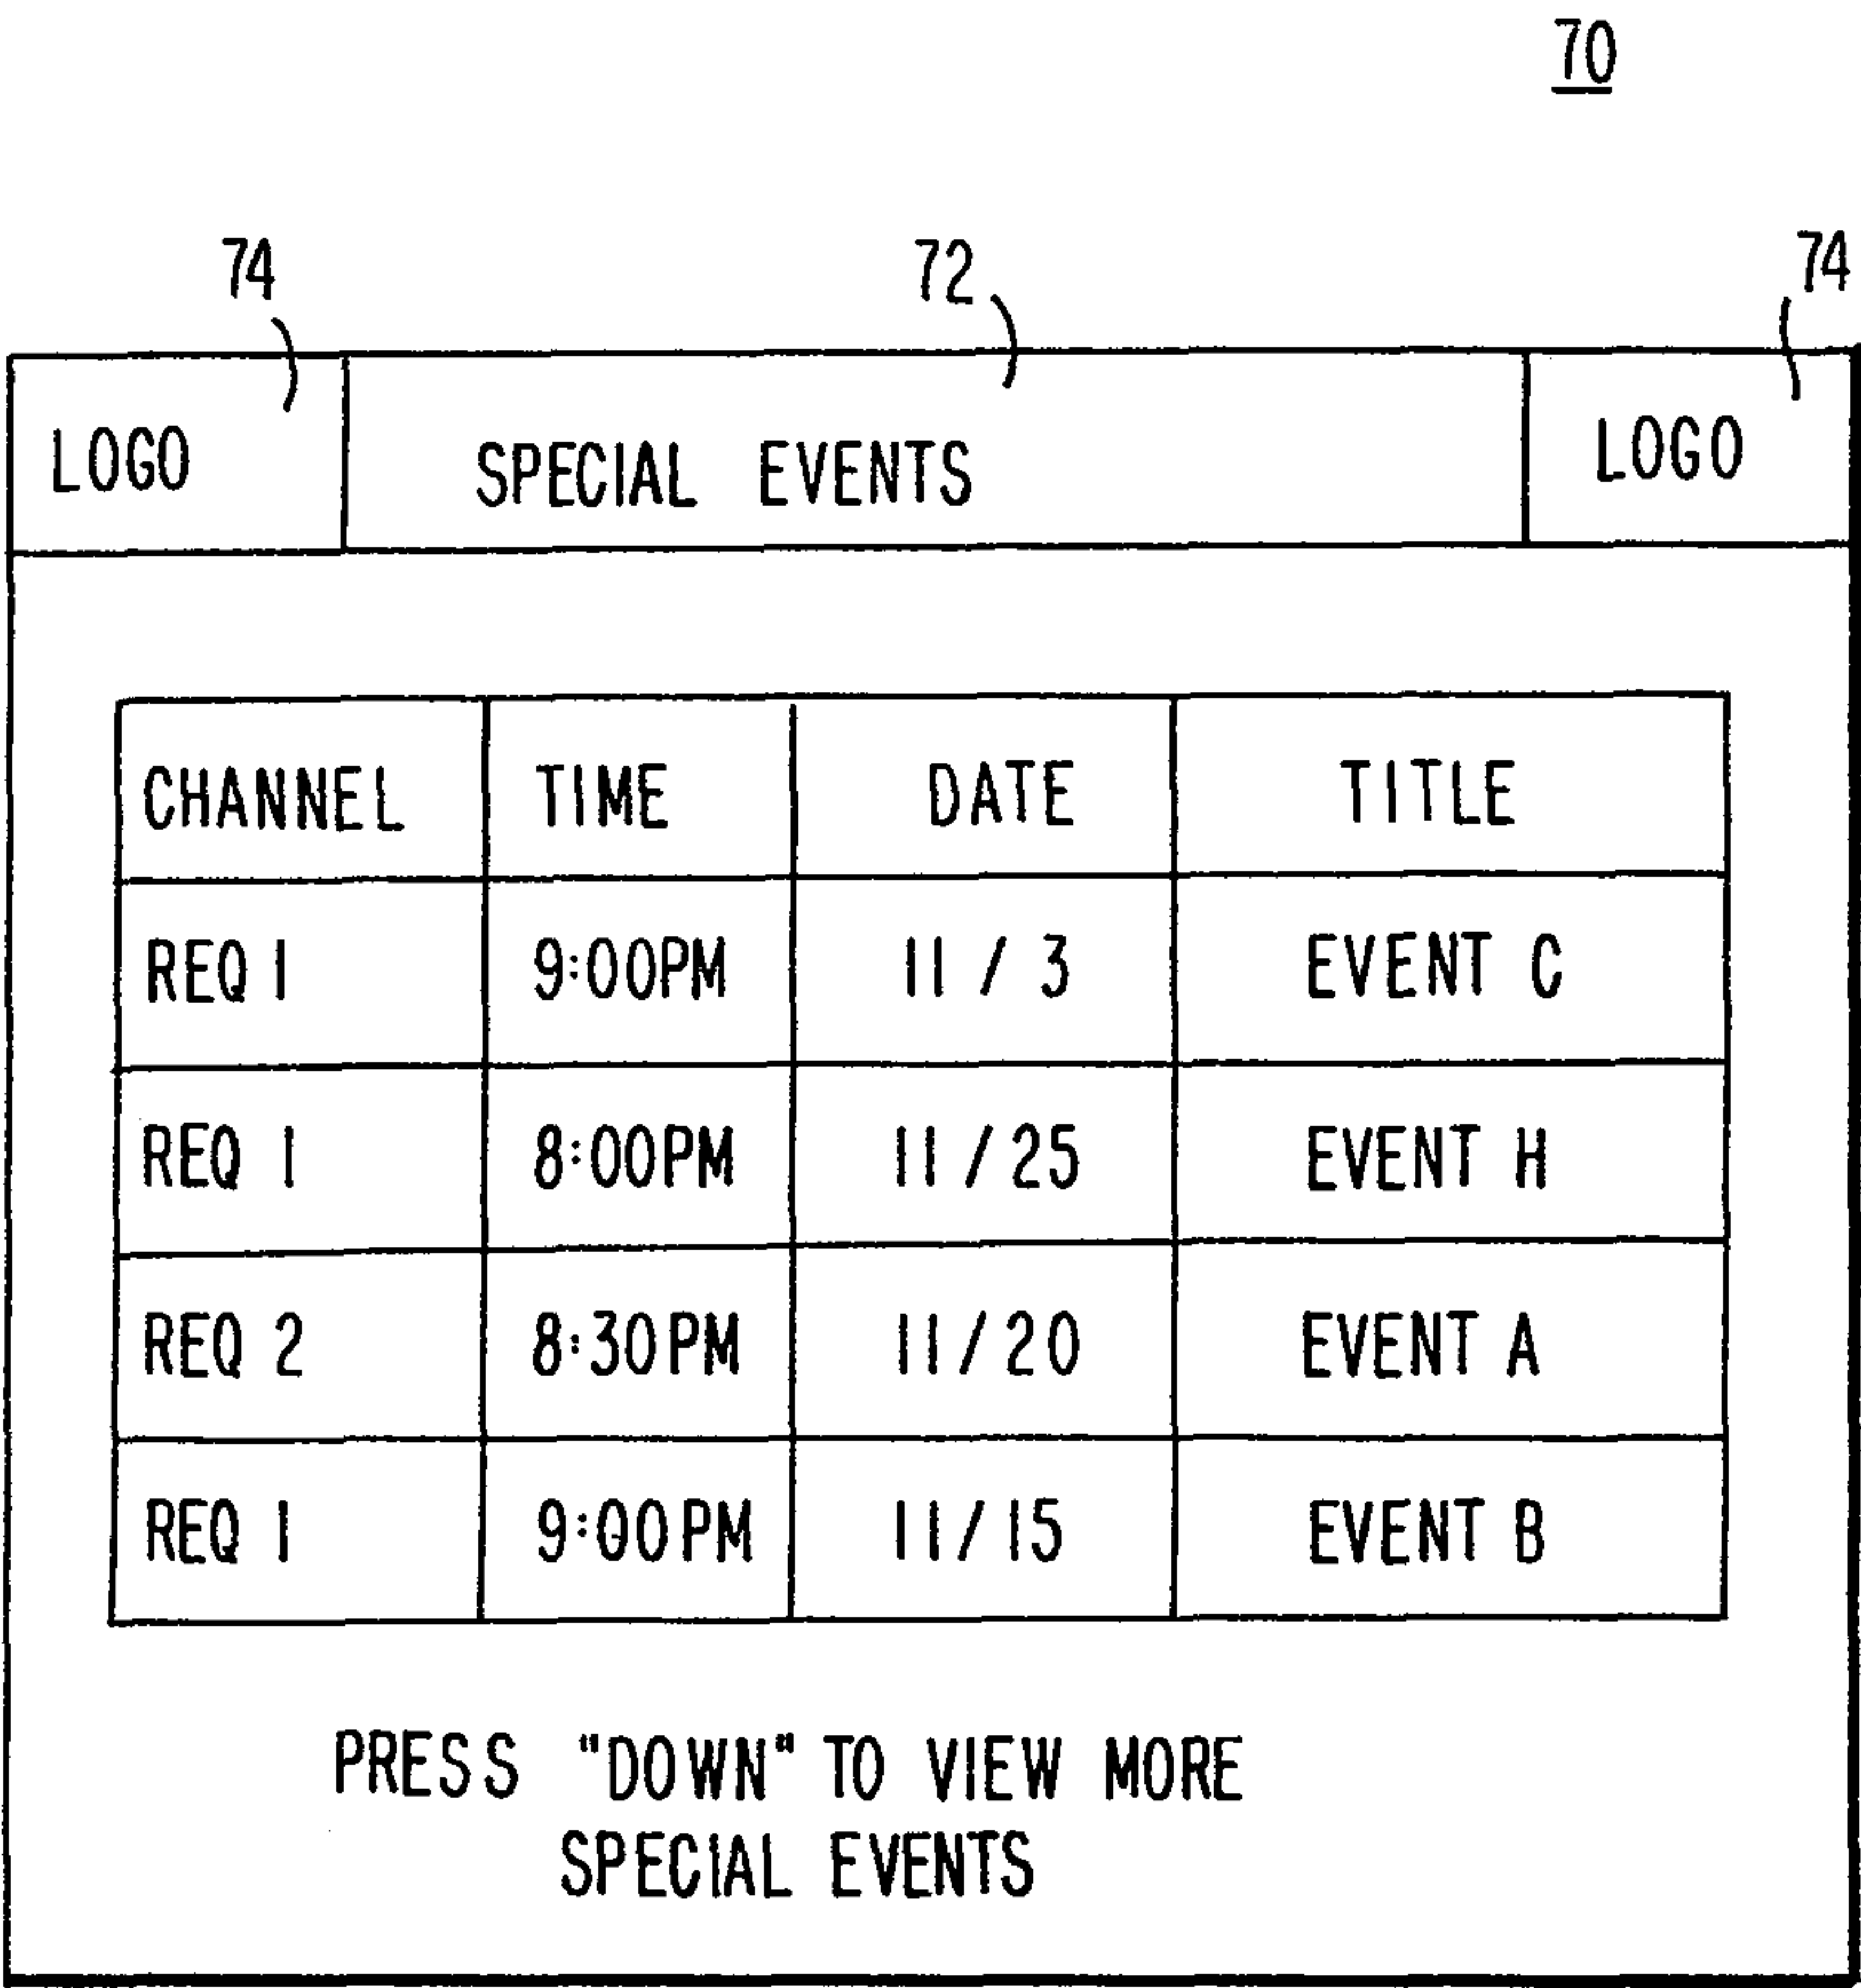 70
74 72 74
LOGO SPECIAL EVENTS LOGO
CHANNEL TIME DATE TITLE
REQ 1 9:00PM 11 / 3 EVENT C
REQ 1 8:00PM 11 / 25 EVENT H
REQ 2 8:30PM 11 / 20 EVENT A
REQ 1 9:00PM 11 / 15 EVENT B
PRESS "DOWN" TO VIEW MORE
SPECIAL EVENTS